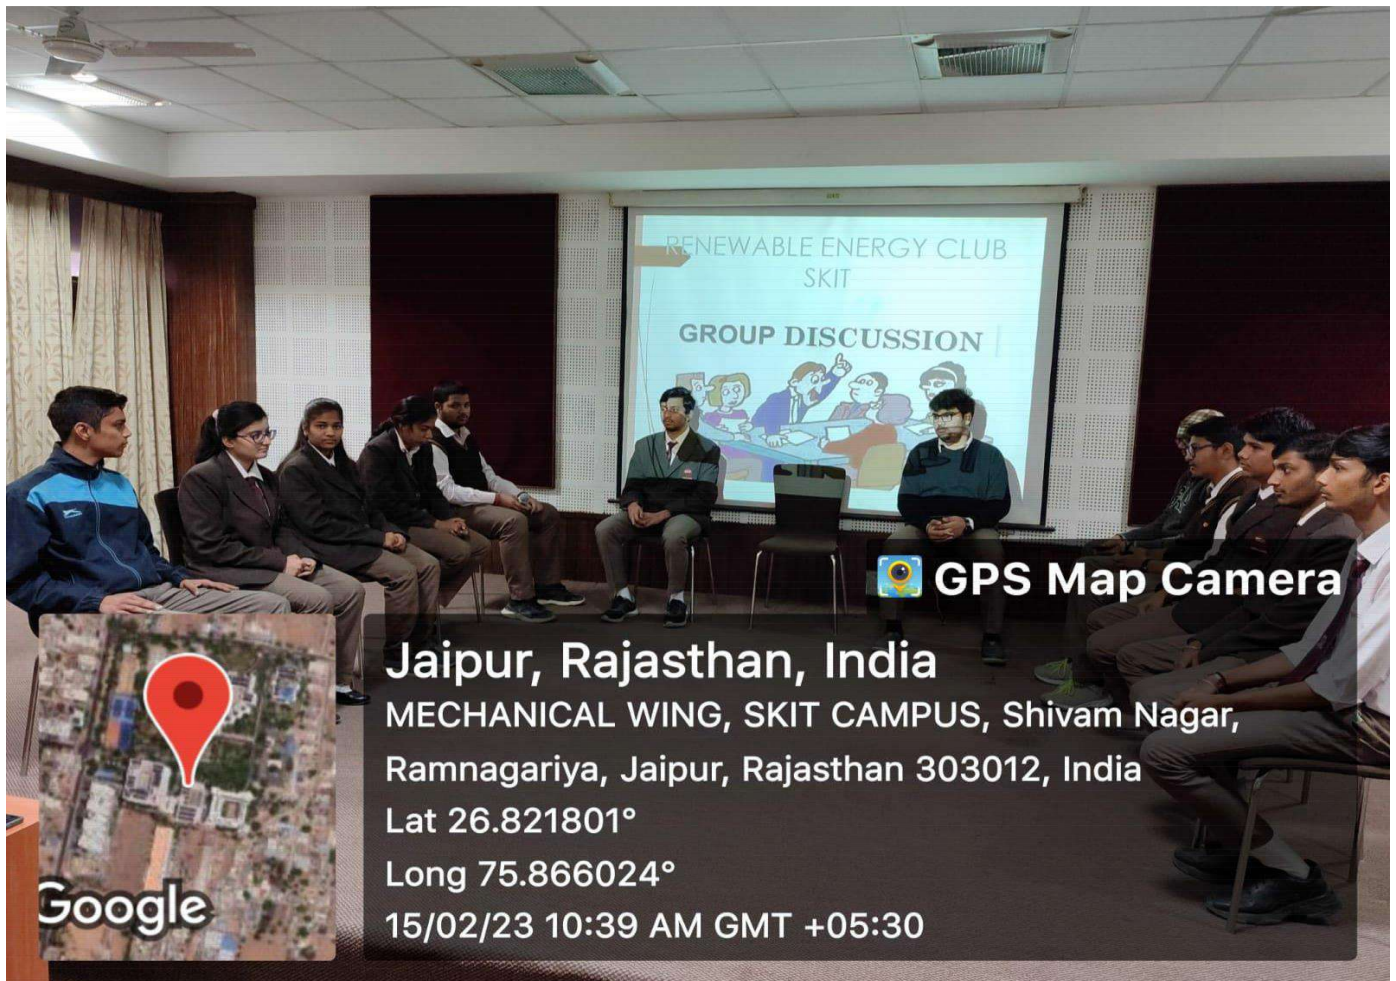 RENEWABLE ENERGY CLUB
SKIT
GROUP DISCUSSION
GPS Map Camera
Jaipur, Rajasthan, India
MECHANICAL WING, SKIT CAMPUS, Shivam Nagar,
Ramnagariya, Jaipur, Rajasthan 303012, India
Lat 26.821801°
Long 75.866024°
15/02/23 10:39 AM GMT +05:30
Google